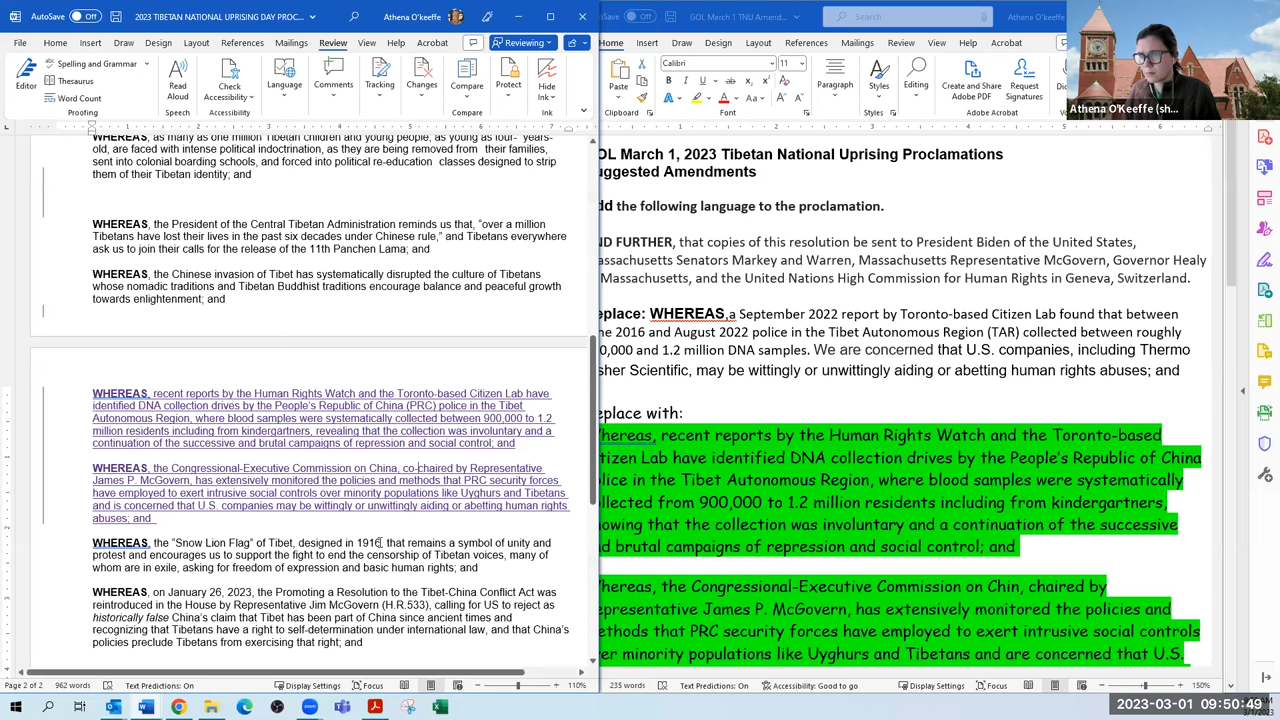 AutoSave Off 2023 TIBETAN NATIONAL UPRISING DAY PROC... Athena O'Keeffe
File Home Insert Draw Design Layout References Mailings Review View Help Acrobat Reviewing
Editor
Spelling and Grammar
Thesaurus
Word Count
Proofing
Read Aloud
Speech
Check Accessibility
Accessibility
Language
Comments
Tracking
Changes
Compare
Compare
Protect
Hide Ink
Ink
WHEREAS, as many as one million Tibetan children and young people, as young as four- years-
old, are faced with intense political indoctrination, as they are being removed from their families,
sent into colonial boarding schools, and forced into political re-education classes designed to strip
them of their Tibetan identity; and
WHEREAS, the President of the Central Tibetan Administration reminds us that, “over a million
Tibetans have lost their lives in the past six decades under Chinese rule,” and Tibetans everywhere
ask us to join their calls for the release of the 11th Panchen Lama; and
WHEREAS, the Chinese invasion of Tibet has systematically disrupted the culture of Tibetans
whose nomadic traditions and Tibetan Buddhist traditions encourage balance and peaceful growth
towards enlightenment; and
WHEREAS, recent reports by the Human Rights Watch and the Toronto-based Citizen Lab have
identified DNA collection drives by the People's Republic of China (PRC) police in the Tibet
Autonomous Region, where blood samples were systematically collected between 900,000 to 1.2
million residents including from kindergartners, revealing that the collection was involuntary and a
continuation of the successive and brutal campaigns of repression and social control; and
WHEREAS, the Congressional-Executive Commission on China, co-chaired by Representative
James P. McGovern, has extensively monitored the policies and methods that PRC security forces
have employed to exert intrusive social controls over minority populations like Uyghurs and Tibetans
and is concerned that U.S. companies may be wittingly or unwittingly aiding or abetting human rights
abuses; and
WHEREAS, the “Snow Lion Flag” of Tibet, designed in 1916, that remains a symbol of unity and
protest and encourages us to support the fight to end the censorship of Tibetan voices, many of
whom are in exile, asking for freedom of expression and basic human rights; and
WHEREAS, on January 26, 2023, the Promoting a Resolution to the Tibet-China Conflict Act was
reintroduced in the House by Representative Jim McGovern (H.R.533), calling for US to reject as
historically false China's claim that Tibet has been part of China since ancient times and
recognizing that Tibetans have a right to self-determination under international law, and that China's
policies preclude Tibetans from exercising that right; and
Page 2 of 2 962 words Text Predictions: On Display Settings Focus 110%
oSave Off GOL March 1 TNU Amend... Search Athena O'Keeffe
Home Insert Draw Design Layout References Mailings Review View Help Acrobat
Paste
Clipboard
Calibri 11
Font
Paragraph
Styles
Styles
Editing
Create and Share Adobe PDF
Request Signatures
Adobe Acrobat
Athena O'Keeffe (sh...
OL March 1, 2023 Tibetan National Uprising Proclamations
uggested Amendments
dd the following language to the proclamation.
ND FURTHER, that copies of this resolution be sent to President Biden of the United States,
assachusetts Senators Markey and Warren, Massachusetts Representative McGovern, Governor Healy
Massachusetts, and the United Nations High Commission for Human Rights in Geneva, Switzerland.
eplace: WHEREAS,a September 2022 report by Toronto-based Citizen Lab found that between
ne 2016 and August 2022 police in the Tibet Autonomous Region (TAR) collected between roughly
0,000 and 1.2 million DNA samples. We are concerned that U.S. companies, including Thermo
sher Scientific, may be wittingly or unwittingly aiding or abetting human rights abuses; and
eplace with:
hereas, recent reports by the Human Rights Watch and the Toronto-based
tizen Lab have identified DNA collection drives by the People's Republic of China
olice in the Tibet Autonomous Region, where blood samples were systematically
ollected from 900,000 to 1.2 million residents including from kindergartners,
howing that the collection was involuntary and a continuation of the successive
nd brutal campaigns of repression and social control; and
hereas, the Congressional-Executive Commission on Chin, chaired by
epresentative James P. McGovern, has extensively monitored the policies and
ethods that PRC security forces have employed to exert intrusive social controls
ver minority populations like Uyghurs and Tibetans and are concerned that U.S.
235 words Text Predictions: On Accessibility: Good to go Display Settings Focus 150%
2023-03-01 09:50:49
3/1/2023